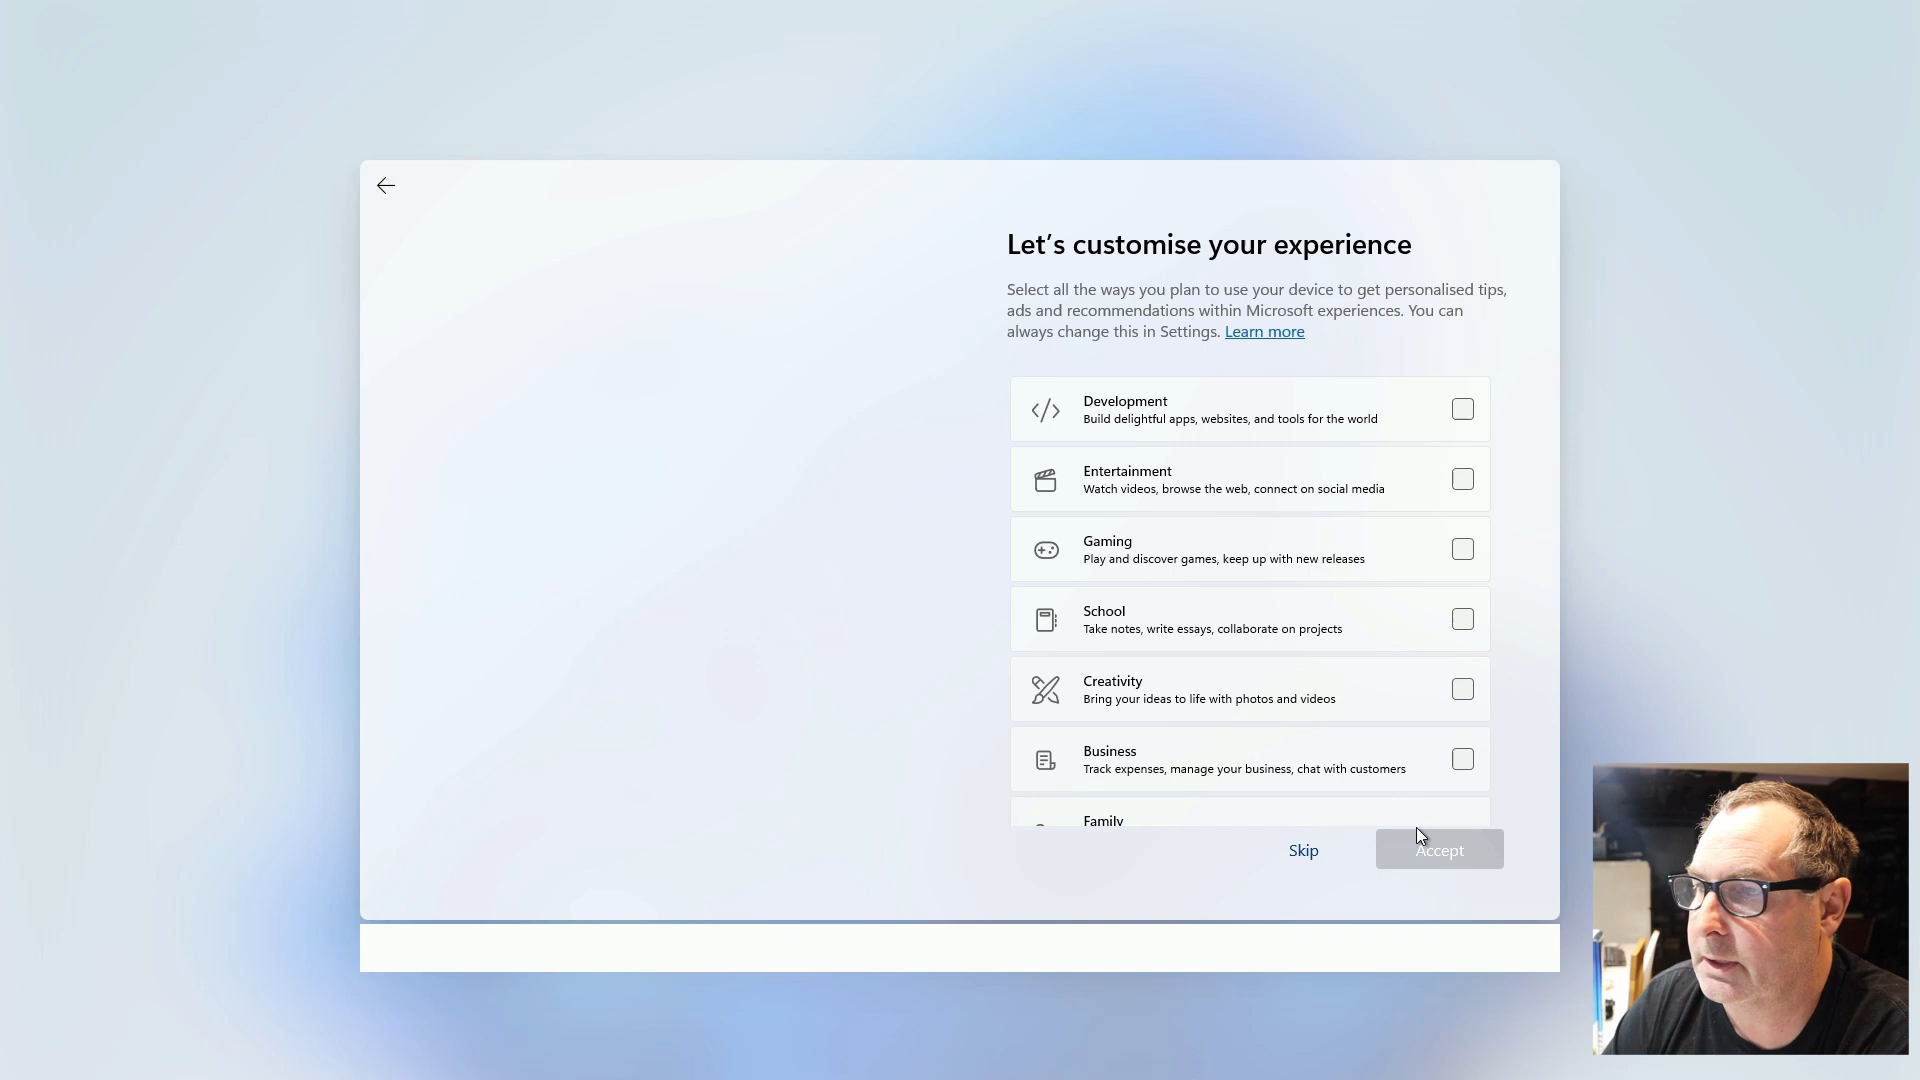 Let's customise your experience
Select all the ways you plan to use your device to get personalised tips,
ads and recommendations within Microsoft experiences. You can
always change this in Settings. Learn more
Development
Build delightful apps, websites, and tools for the world
Entertainment
Watch videos, browse the web, connect on social media
Gaming
Play and discover games, keep up with new releases
School
Take notes, write essays, collaborate on projects
Creativity
Bring your ideas to life with photos and videos
Business
Track expenses, manage your business, chat with customers
Family
Skip
Accept